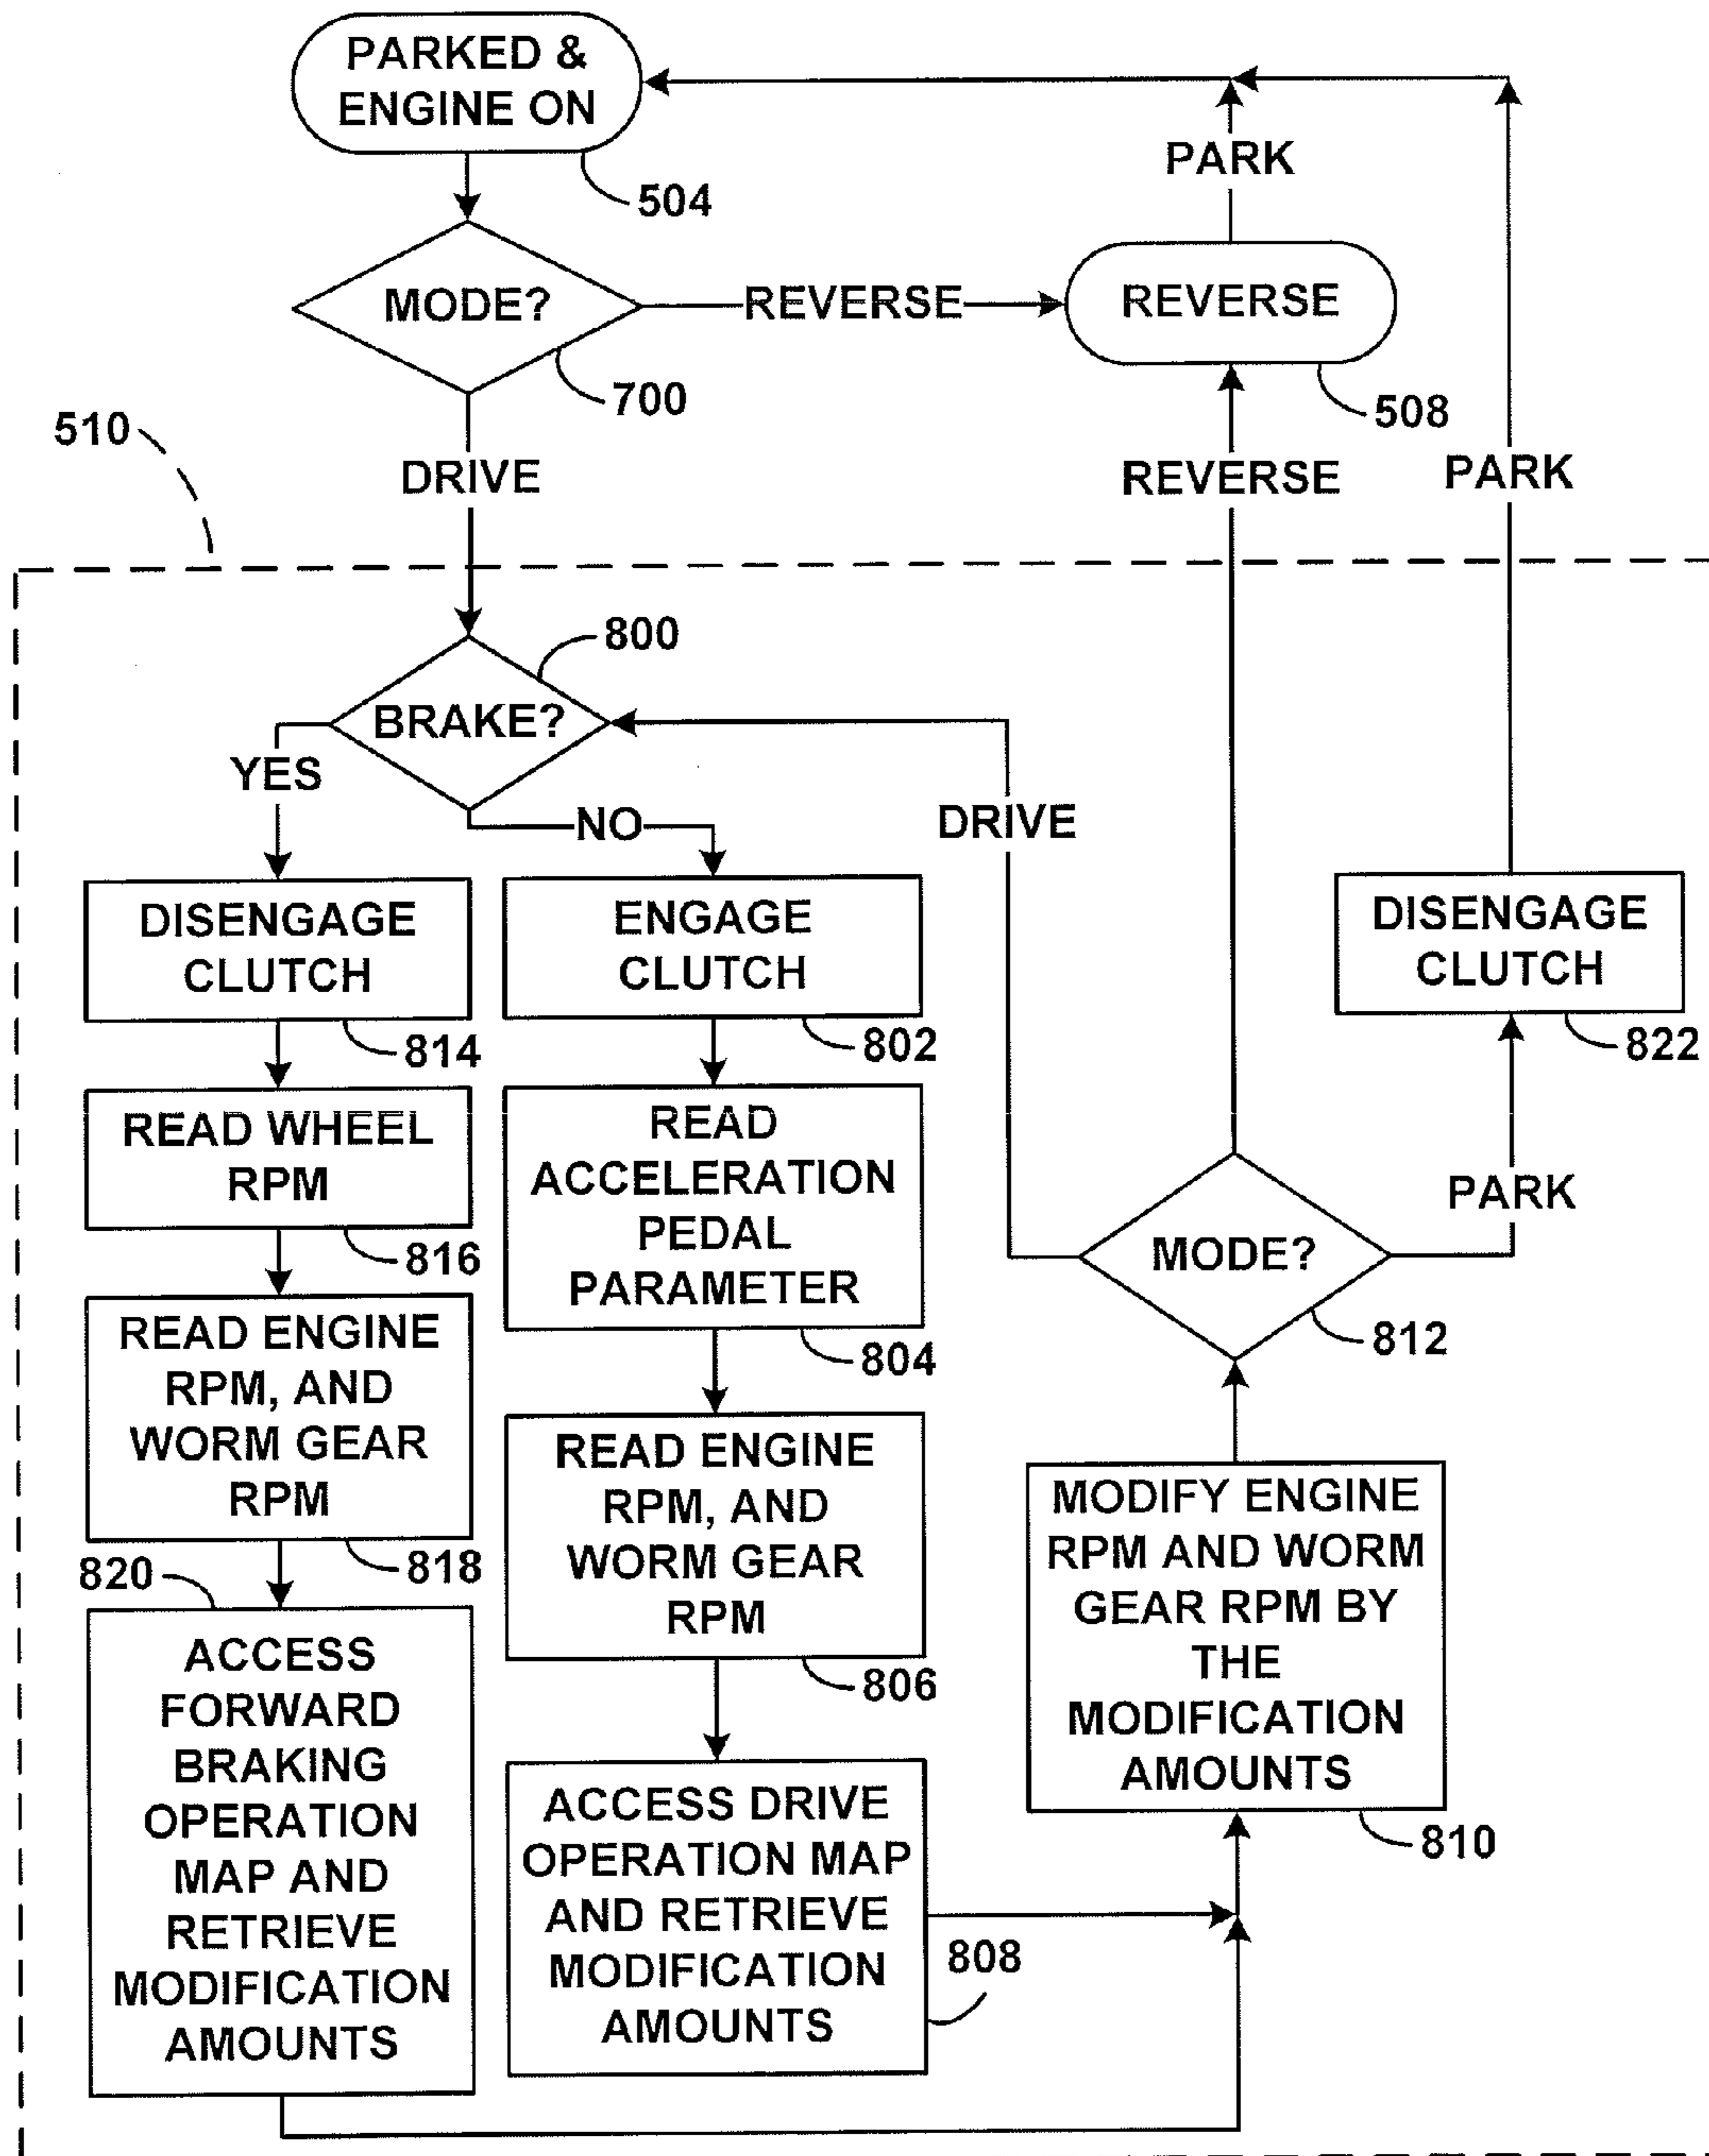 PARKED &
ENGINE ON
504
PARK
MODE?
REVERSE
REVERSE
700
508
510
DRIVE
REVERSE
PARK
800
BRAKE?
YES
NO
DRIVE
DISENGAGE
CLUTCH
814
ENGAGE
CLUTCH
802
DISENGAGE
CLUTCH
822
READ WHEEL
RPM
816
READ
ACCELERATION
PEDAL
PARAMETER
804
MODE?
PARK
812
READ ENGINE
RPM, AND
WORM GEAR
RPM
818
READ ENGINE
RPM, AND
WORM GEAR
RPM
806
MODIFY ENGINE
RPM AND WORM
GEAR RPM BY
THE
MODIFICATION
AMOUNTS
810
820
ACCESS
FORWARD
BRAKING
OPERATION
MAP AND
RETRIEVE
MODIFICATION
AMOUNTS
ACCESS DRIVE
OPERATION MAP
AND RETRIEVE
MODIFICATION
AMOUNTS
808